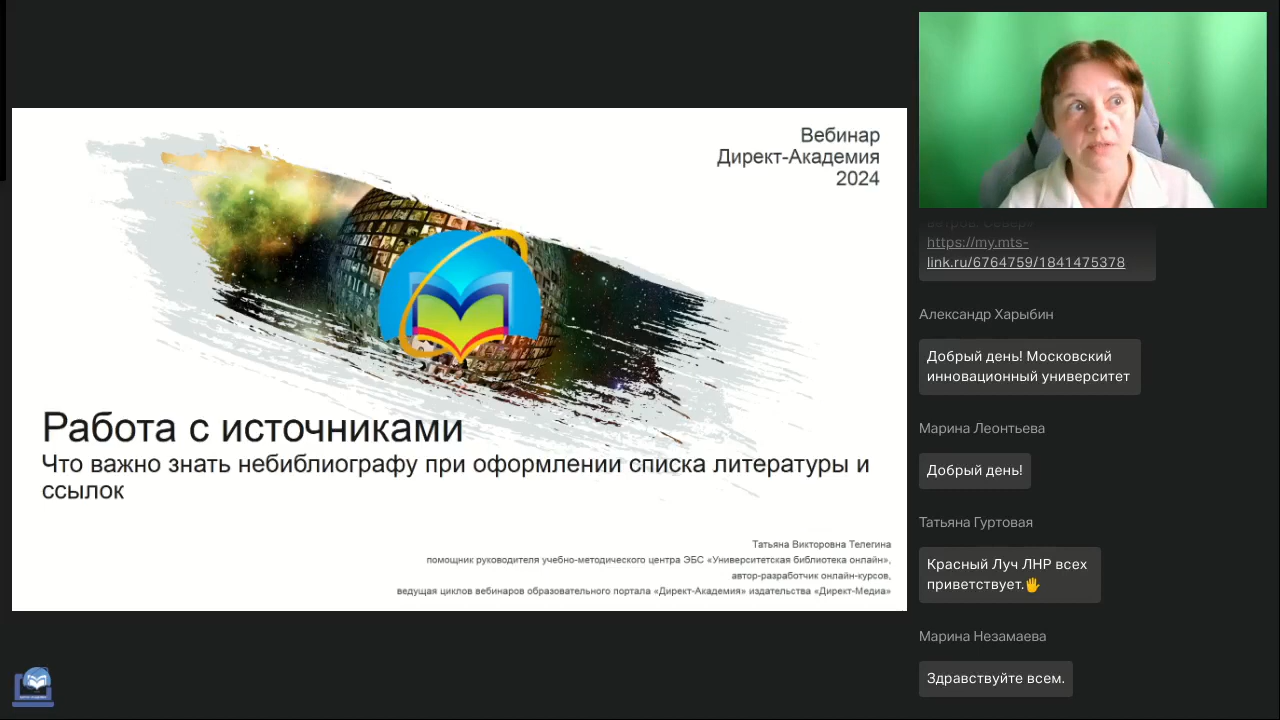 Вебинар
Директ-Академия
2024
Работа с источниками
Что важно знать небиблиографу при оформлении списка литературы и
ссылок
Татьяна Викторовна Телегина
помощник руководителя учебно-методического центра ЭБС «Университетская библиотека онлайн»,
автор-разработчик онлайн-курсов,
ведущая циклов вебинаров образовательного портала «Директ-Академия» издательства «Директ-Медиа»
https://my.mts-
link.ru/6764759/1841475378
Александр Харыбин
Добрый день! Московский
инновационный университет
Марина Леонтьева
Добрый день!
Татьяна Гуртовая
Красный Луч ЛНР всех
приветствует.🖐
Марина Незамаева
Здравствуйте всем.